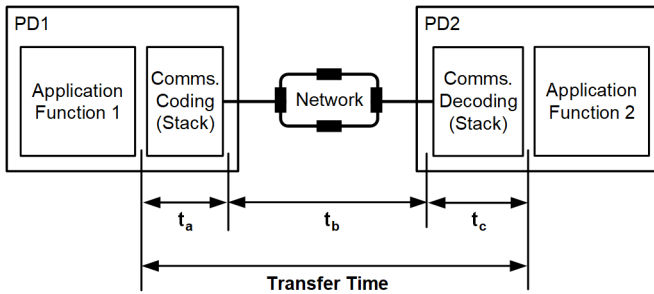 PD1
PD2
Application
Function 1
Comms.
Coding
(Stack)
Network
Comms.
Decoding
(Stack)
Application
Function 2
ta
tb
tc
Transfer Time